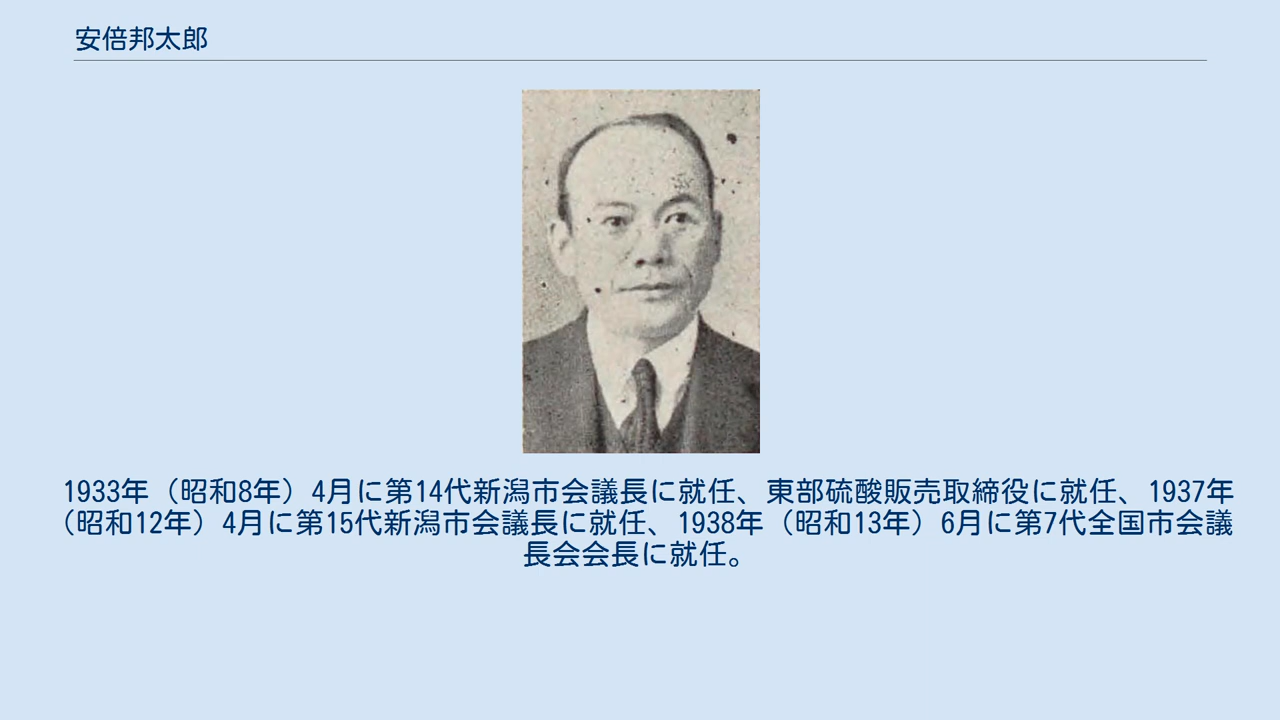 安倍邦太郎
1933年（昭和8年）4月に第14代新潟市会議長に就任、東部硫酸販売取締役に就任、1937年
（昭和12年）4月に第15代新潟市会議長に就任、1938年（昭和13年）6月に第7代全国市会議
長会会長に就任。